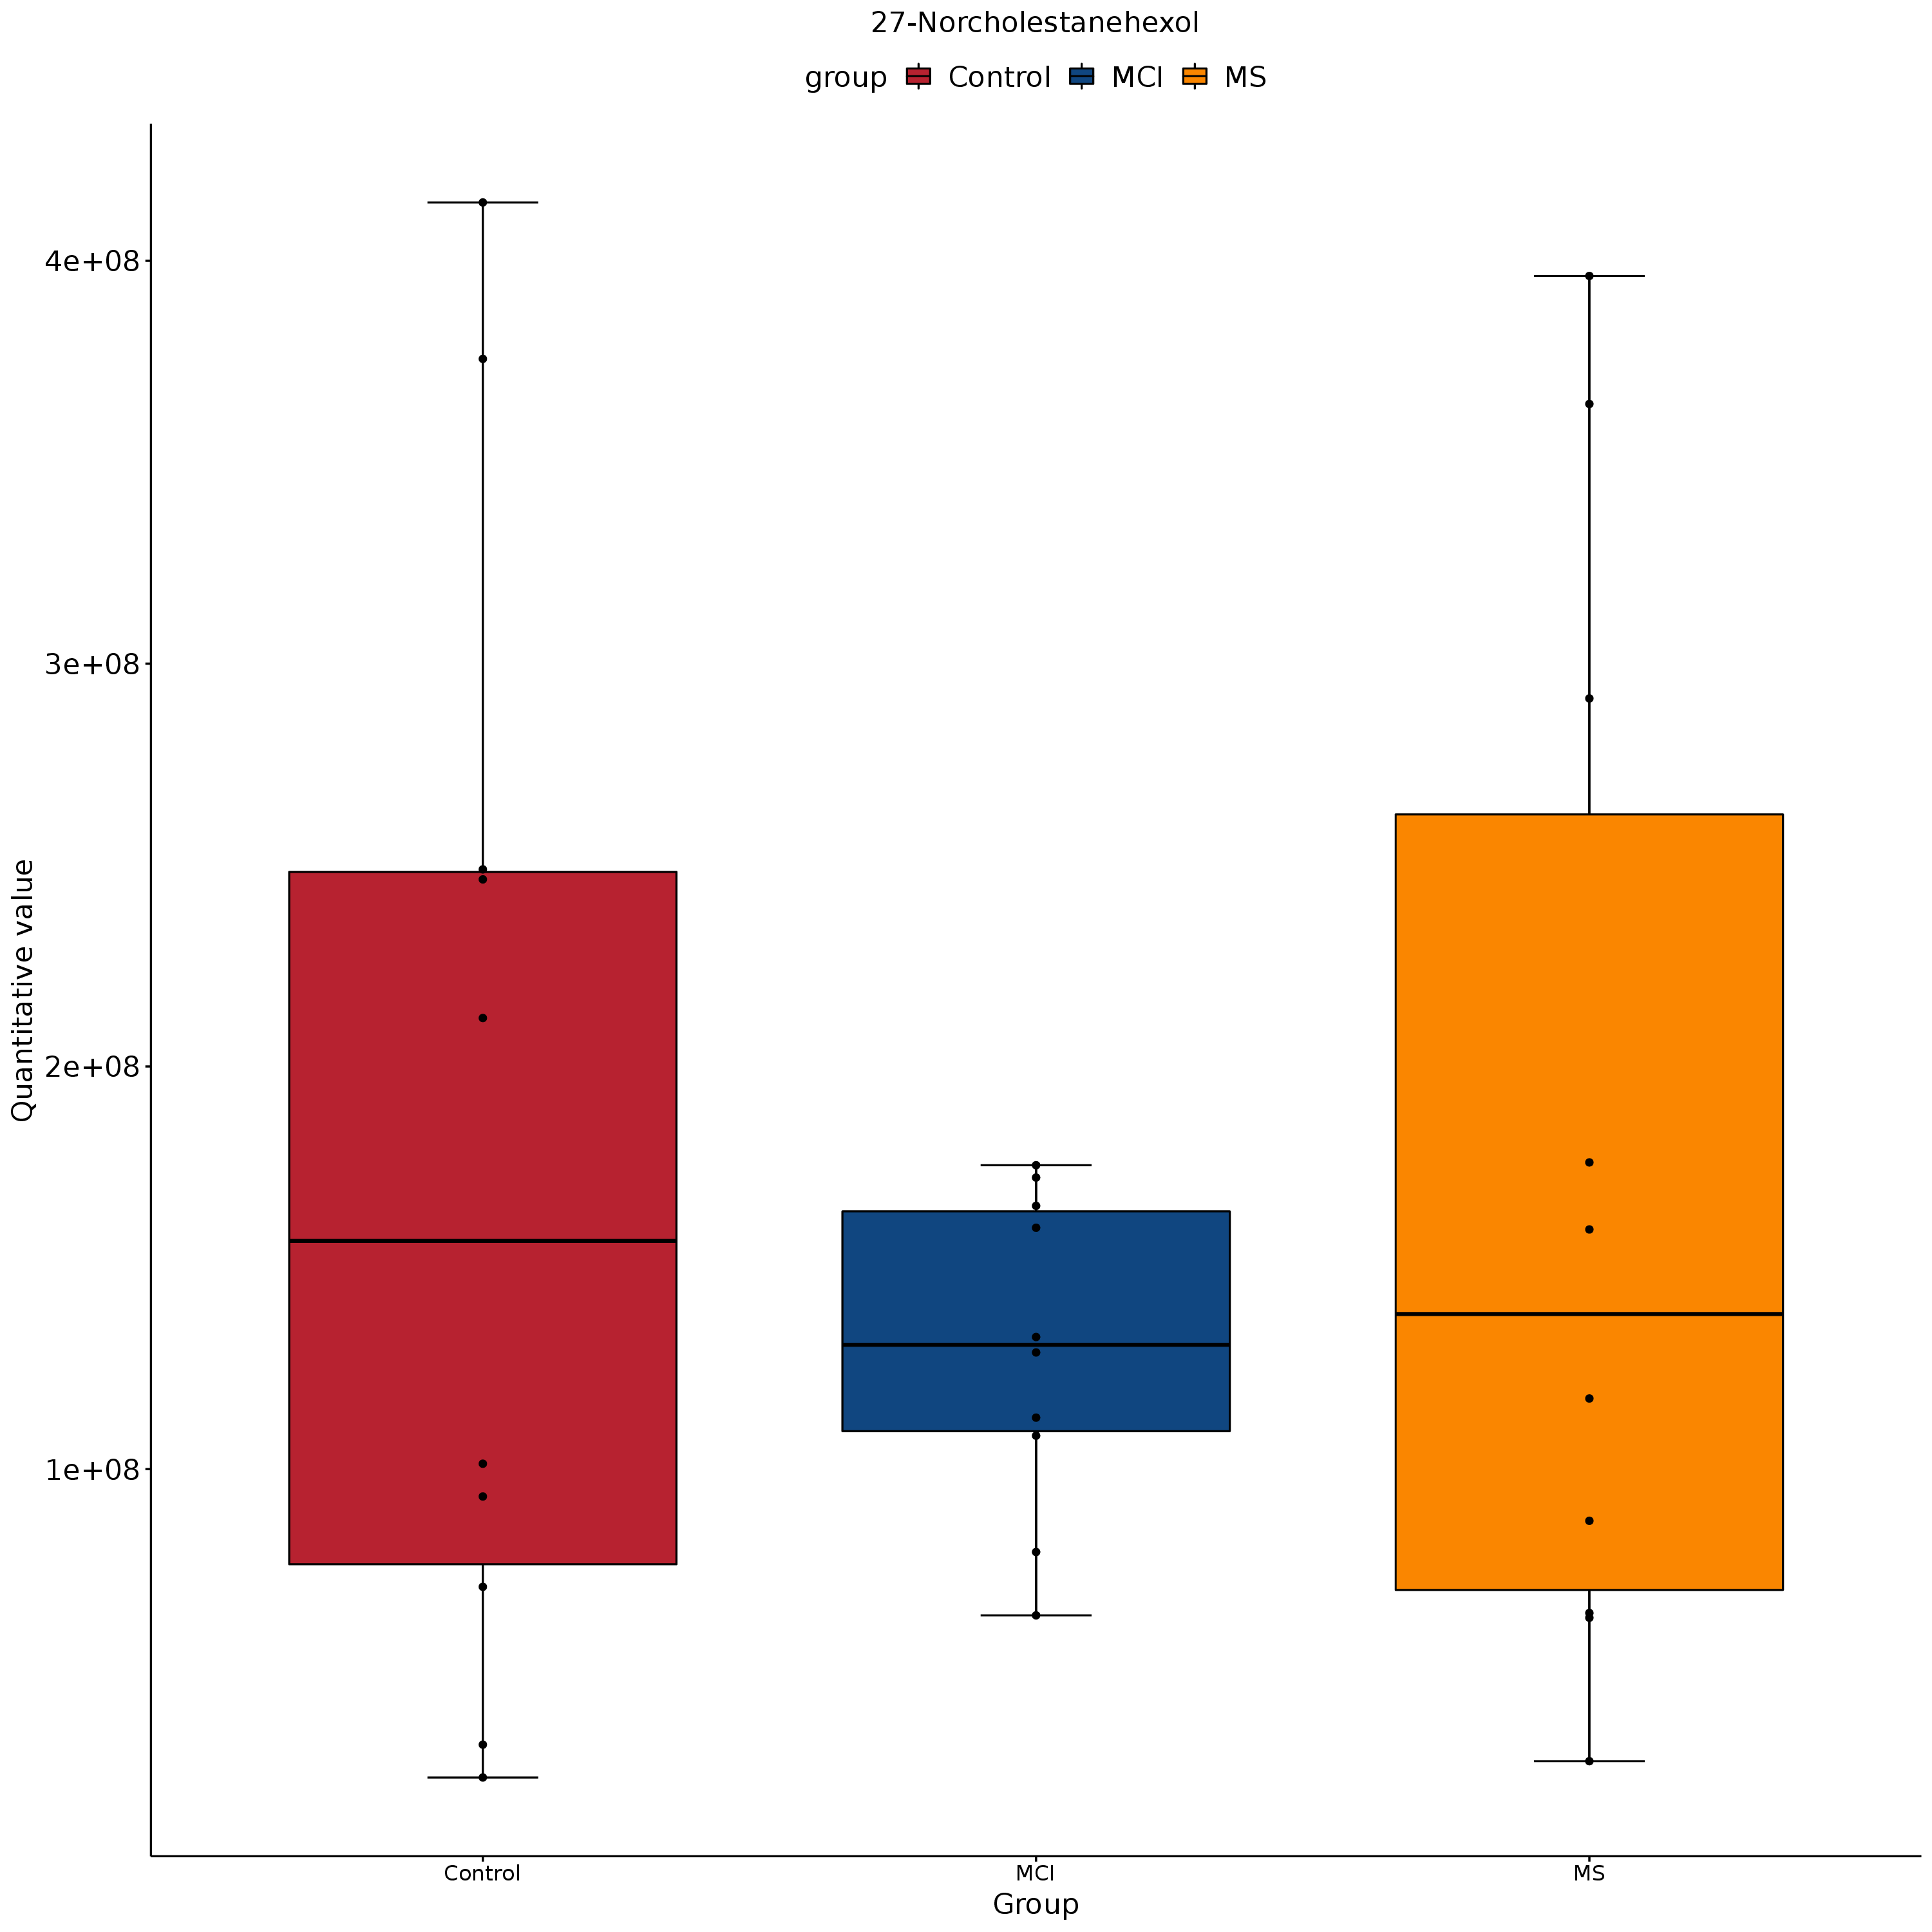 27-Norcholestanehexol
group Control MCI MS
4e+08
3e+08
2e+08
1e+08
Quantitative value
Control MCI MS
Group